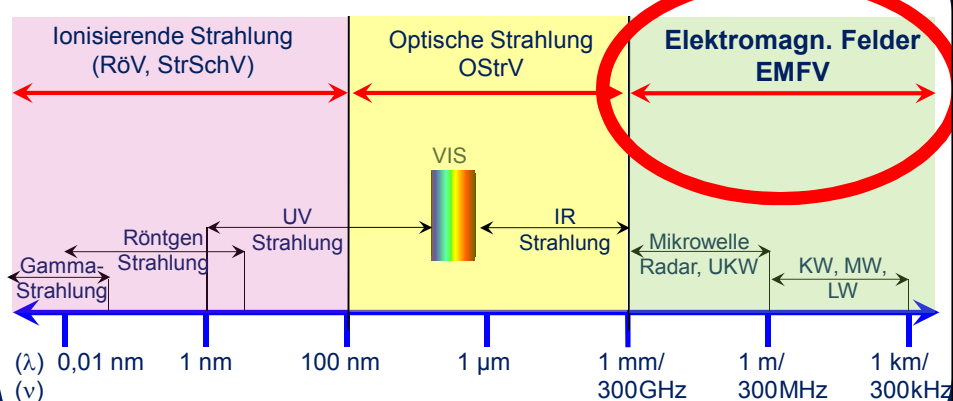 Ionisierende Strahlung
(RöV, StrSchV)
Optische Strahlung
OStrV
Elektromagn. Felder
EMFV
VIS
UV
Strahlung
IR
Strahlung
Röntgen
Strahlung
Gamma-
Strahlung
Mikrowelle
Radar, UKW
KW, MW,
LW
(λ) 0,01 nm 1 nm 100 nm 1 µm 1 mm/ 1 m/ 1 km/
(ν) 300GHz 300MHz 300kHz